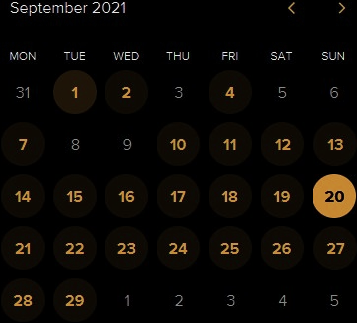 September 2021
MON TUE WED THU FRI SAT SUN
31 1 2 3 4 5 6
7 8 9 10 11 12 13
14 15 16 17 18 19 20
21 22 23 24 25 26 27
28 29 1 2 3 4 5